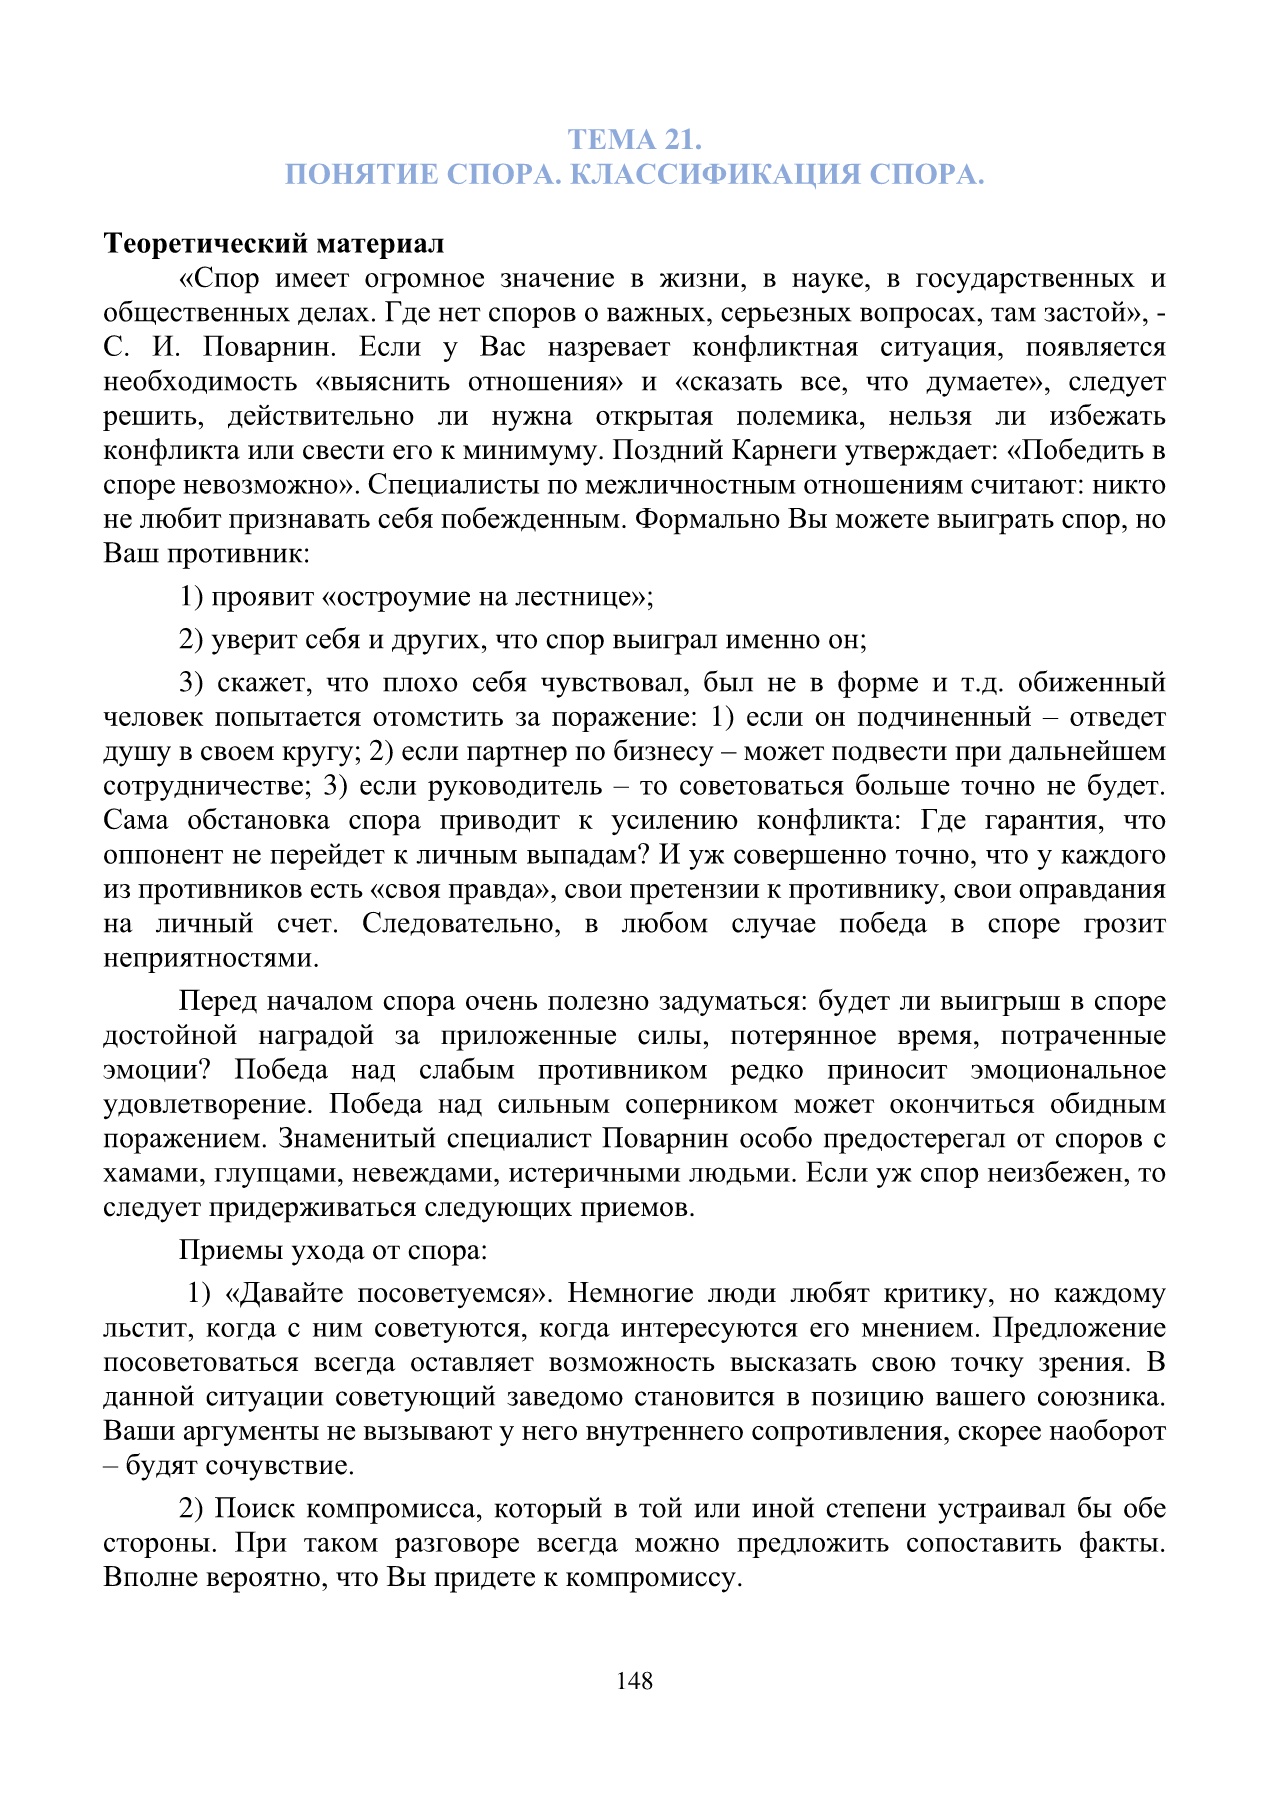 ТЕМА 21.
ПОНЯТИЕ СПОРА. КЛАССИФИКАЦИЯ СПОРА.
Теоретический материал
«Спор имеет огромное значение в жизни, в науке, в государственных и
общественных делах. Где нет споров о важных, серьезных вопросах, там застой», -
С. И. Поварнин. Если у Вас назревает конфликтная ситуация, появляется
необходимость «выяснить отношения» и «сказать все, что думаете», следует
решить, действительно ли нужна открытая полемика, нельзя ли избежать
конфликта или свести его к минимуму. Поздний Карнеги утверждает: «Победить в
споре невозможно». Специалисты по межличностным отношениям считают: никто
не любит признавать себя побежденным. Формально Вы можете выиграть спор, но
Ваш противник:
1) проявит «остроумие на лестнице»;
2) уверит себя и других, что спор выиграл именно он;
3) скажет, что плохо себя чувствовал, был не в форме и т.д. обиженный
человек попытается отомстить за поражение: 1) если он подчиненный – отведет
душу в своем кругу; 2) если партнер по бизнесу – может подвести при дальнейшем
сотрудничестве; 3) если руководитель – то советоваться больше точно не будет.
Сама обстановка спора приводит к усилению конфликта: Где гарантия, что
оппонент не перейдет к личным выпадам? И уж совершенно точно, что у каждого
из противников есть «своя правда», свои претензии к противнику, свои оправдания
на личный счет. Следовательно, в любом случае победа в споре грозит
неприятностями.
Перед началом спора очень полезно задуматься: будет ли выигрыш в споре
достойной наградой за приложенные силы, потерянное время, потраченные
эмоции? Победа над слабым противником редко приносит эмоциональное
удовлетворение. Победа над сильным соперником может окончиться обидным
поражением. Знаменитый специалист Поварнин особо предостерегал от споров с
хамами, глупцами, невеждами, истеричными людьми. Если уж спор неизбежен, то
следует придерживаться следующих приемов.
Приемы ухода от спора:
1) «Давайте посоветуемся». Немногие люди любят критику, но каждому
льстит, когда с ним советуются, когда интересуются его мнением. Предложение
посоветоваться всегда оставляет возможность высказать свою точку зрения. В
данной ситуации советующий заведомо становится в позицию вашего союзника.
Ваши аргументы не вызывают у него внутреннего сопротивления, скорее наоборот
– будят сочувствие.
2) Поиск компромисса, который в той или иной степени устраивал бы обе
стороны. При таком разговоре всегда можно предложить сопоставить факты.
Вполне вероятно, что Вы придете к компромиссу.
148